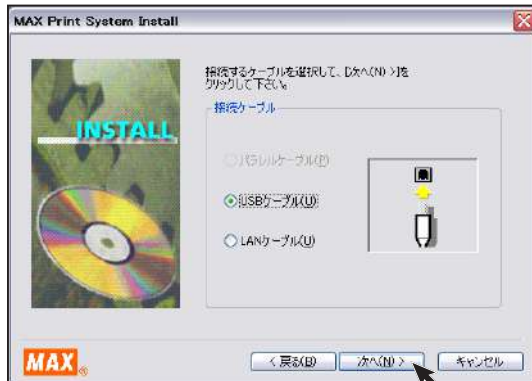 MAX Print System Install
接続するケーブルを選択して、[次へ(N) >]を
クリックして下さい。
接続ケーブル
INSTALL
パラレルケーブル(P)
USBケーブル(U)
LANケーブル(U)
MAX®
< 戻る(B)
次へ(N) >
キャンセル